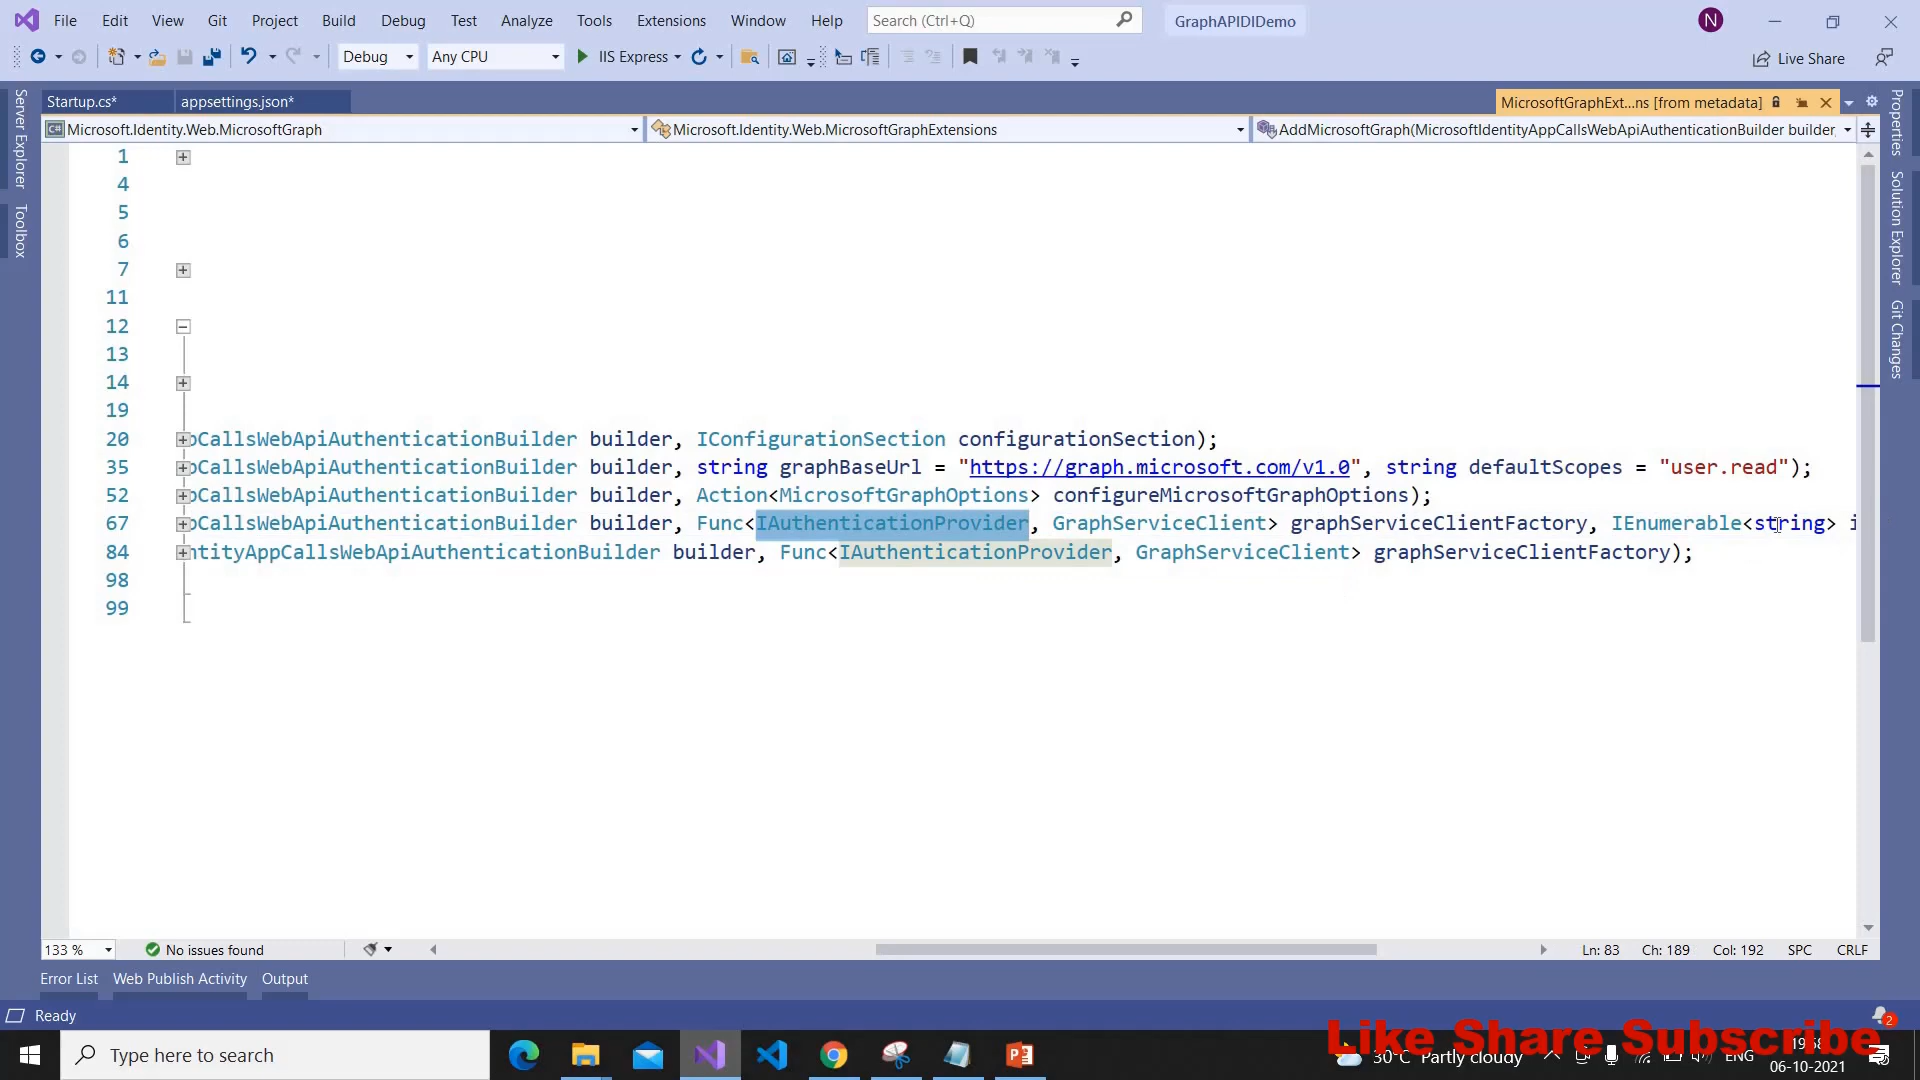 File Edit View Git Project Build Debug Test Analyze Tools Extensions Window Help Search (Ctrl+Q) GraphAPIDIDemo N
Debug Any CPU IIS Express Live Share
Startup.cs* appsettings.json* MicrosoftGraphExt...ns [from metadata]
Microsoft.Identity.Web.MicrosoftGraph Microsoft.Identity.Web.MicrosoftGraphExtensions AddMicrosoftGraph(MicrosoftIdentityAppCallsWebApiAuthenticationBuilder builder,
Server Explorer
Toolbox
Properties
Solution Explorer
Git Changes
1
4
5
6
7
11
12
13
14
19
20 pCallsWebApiAuthenticationBuilder builder, IConfigurationSection configurationSection);
35 pCallsWebApiAuthenticationBuilder builder, string graphBaseUrl = "https://graph.microsoft.com/v1.0", string defaultScopes = "user.read");
52 pCallsWebApiAuthenticationBuilder builder, Action<MicrosoftGraphOptions> configureMicrosoftGraphOptions);
67 pCallsWebApiAuthenticationBuilder builder, Func<IAuthenticationProvider, GraphServiceClient> graphServiceClientFactory, IEnumerable<string> i
84 ntityAppCallsWebApiAuthenticationBuilder builder, Func<IAuthenticationProvider, GraphServiceClient> graphServiceClientFactory);
98
99
133 % No issues found Ln: 83 Ch: 189 Col: 192 SPC CRLF
Error List Web Publish Activity Output
Ready 2
Like Share Subscribe
Type here to search 30°C Partly cloudy ENG
06-10-2021